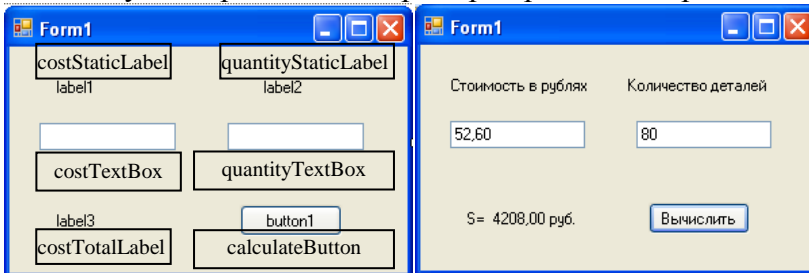 Form1
costStaticLabel quantityStaticLabel
label1 label2
costTextBox quantityTextBox
label3 button1
costTotalLabel calculateButton
Form1
Стоимость в рублях Количество деталей
52,60 80
S= 4208,00 руб. Вычислить